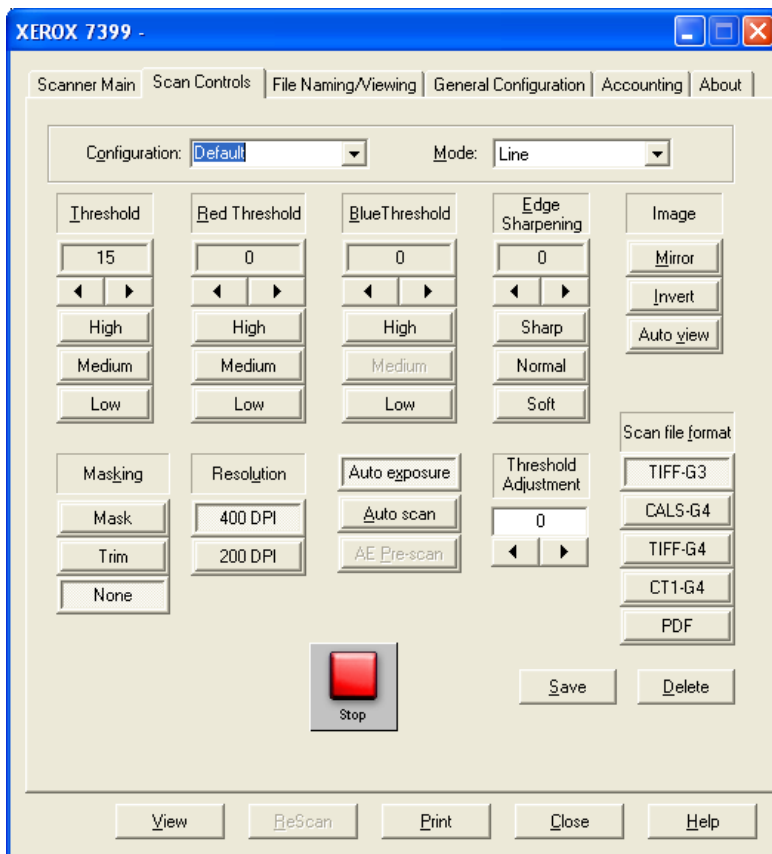 XEROX 7399 -
Scanner Main Scan Controls File Naming/Viewing General Configuration Accounting About
Configuration: Default Mode: Line
Threshold Red Threshold BlueThreshold Edge Sharpening Image
15 0 0 0 Mirror
Invert
High High High Sharp Auto view
Medium Medium Medium Normal
Low Low Low Soft
Scan file format
Masking Resolution Auto exposure Threshold Adjustment TIFF-G3
Mask 400 DPI Auto scan 0 CALS-G4
Trim 200 DPI AE Pre-scan TIFF-G4
None CT1-G4
PDF
Stop
Save Delete
View ReScan Print Close Help